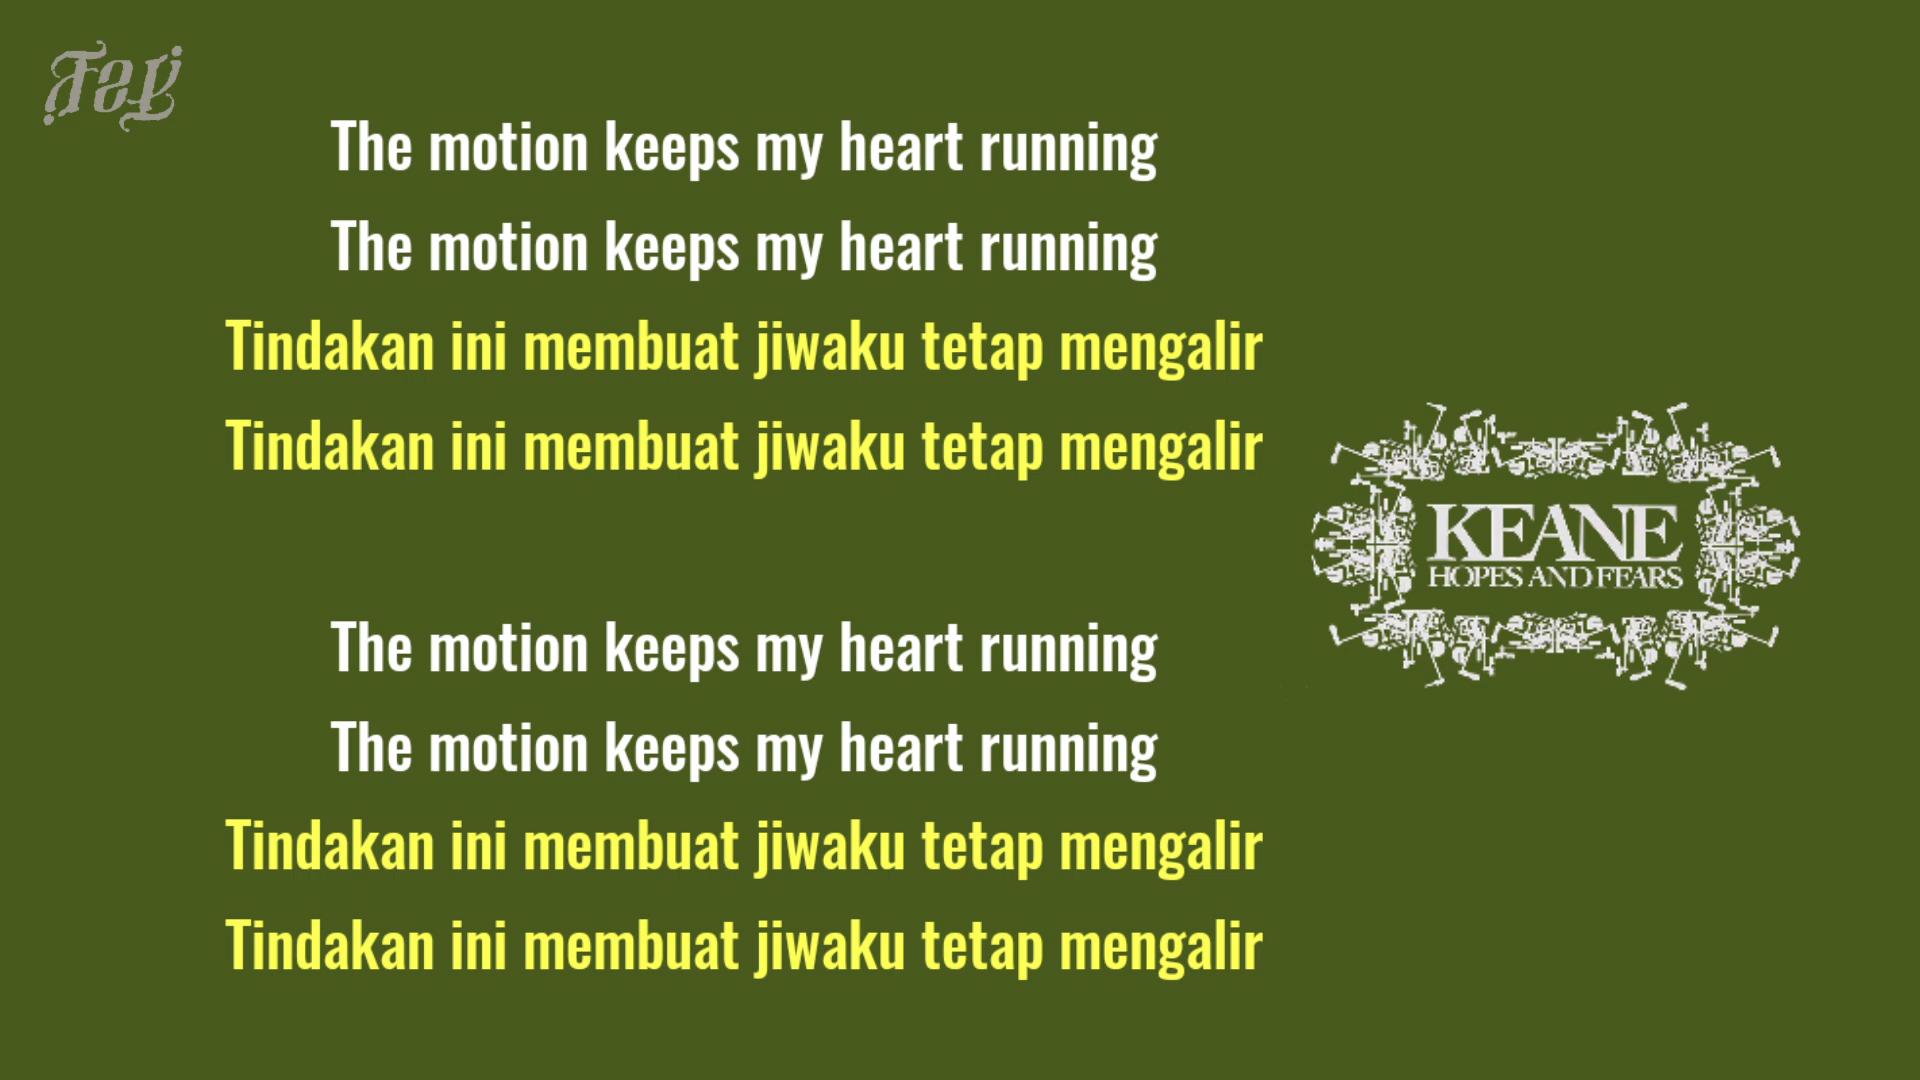 The motion keeps my heart running
The motion keeps my heart running
Tindakan ini membuat jiwaku tetap mengalir
Tindakan ini membuat jiwaku tetap mengalir
KEANE
HOPES AND FEARS
The motion keeps my heart running
The motion keeps my heart running
Tindakan ini membuat jiwaku tetap mengalir
Tindakan ini membuat jiwaku tetap mengalir